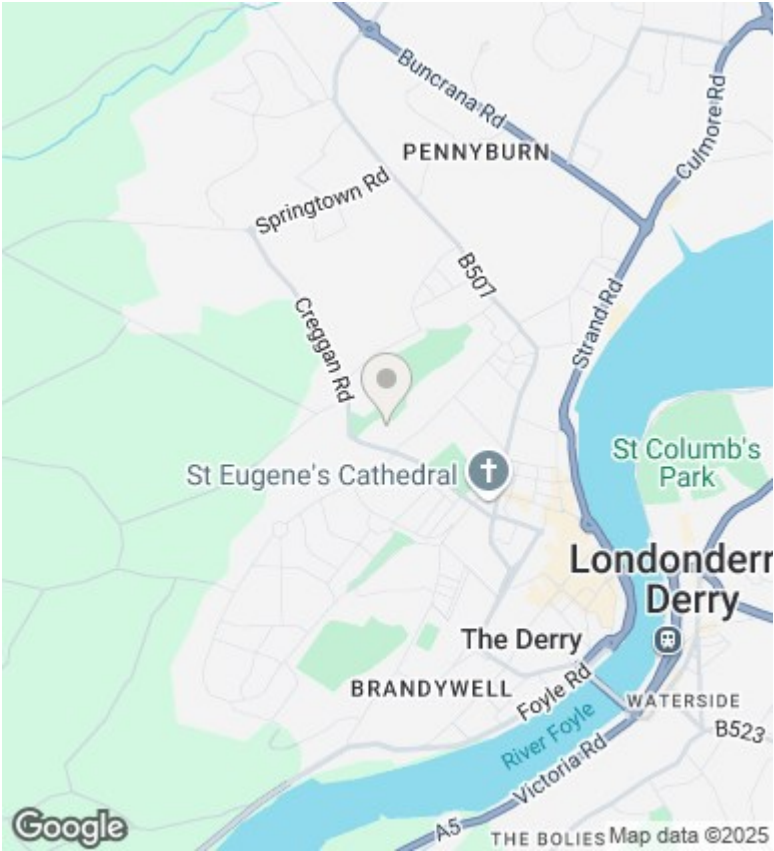 Buncrana Rd
Culmore Rd
PENNYBURN
Springtown Rd
B507
Creggan Rd
Strand Rd
St Columb's
Park
St Eugene's Cathedral
Londonderr
Derry
The Derry
BRANDYWELL
Foyle Rd
WATERSIDE
River Foyle
B523
Victoria Rd
A5
THE BOLIES
Google
Map data ©2025